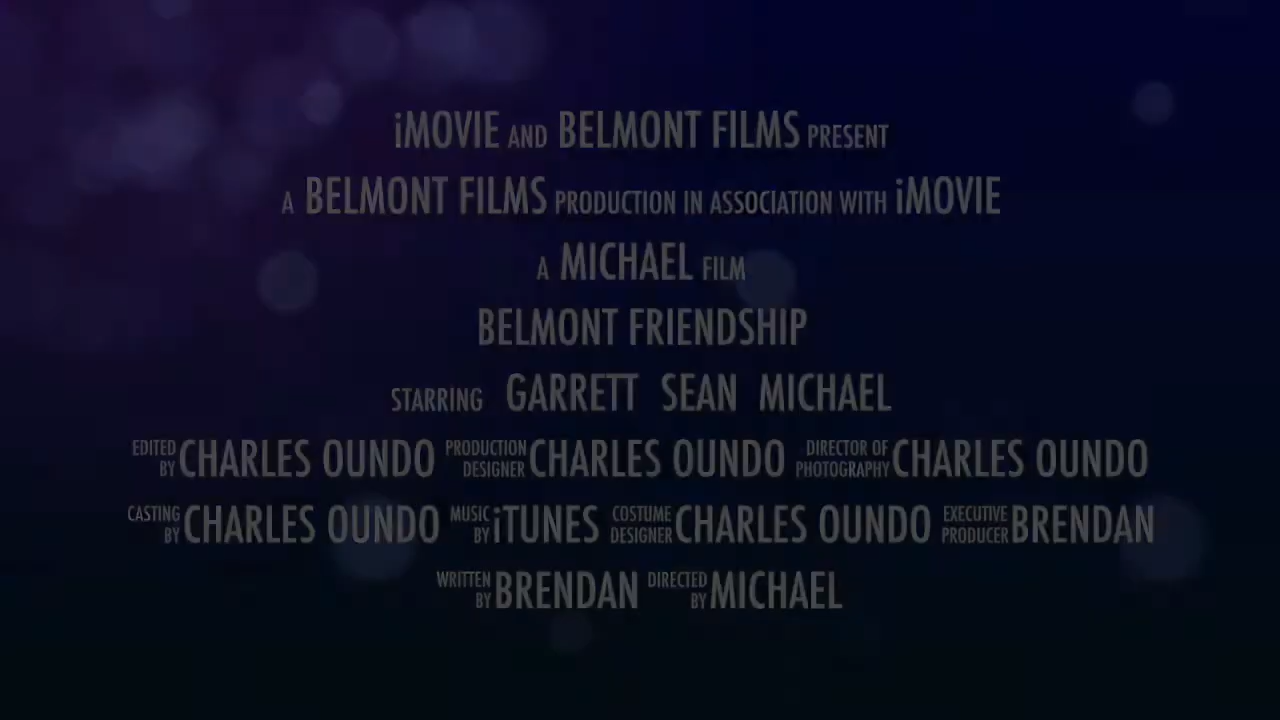 iMOVIE AND BELMONT FILMS PRESENT
A BELMONT FILMS PRODUCTION IN ASSOCIATION WITH iMOVIE
A MICHAEL FILM
BELMONT FRIENDSHIP
STARRING GARRETT SEAN MICHAEL
EDITED BY CHARLES OUNDO PRODUCTION DESIGNER CHARLES OUNDO DIRECTOR OF PHOTOGRAPHY CHARLES OUNDO
CASTING BY CHARLES OUNDO MUSIC BY iTUNES COSTUME DESIGNER CHARLES OUNDO EXECUTIVE PRODUCER BRENDAN
WRITTEN BY BRENDAN DIRECTED BY MICHAEL